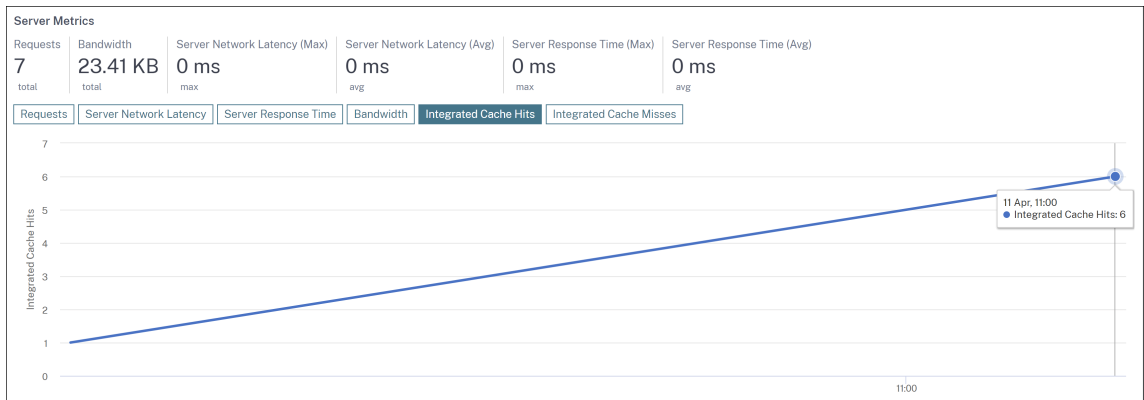 Server Metrics
Requests Bandwidth Server Network Latency (Max) Server Network Latency (Avg) Server Response Time (Max) Server Response Time (Avg)
7 23.41 KB 0 ms 0 ms 0 ms 0 ms
total total max avg max avg
Requests Server Network Latency Server Response Time Bandwidth Integrated Cache Hits Integrated Cache Misses
7
6
5
4
3
2
1
0
Integrated Cache Hits
11 Apr, 11:00
Integrated Cache Hits: 6
11:00